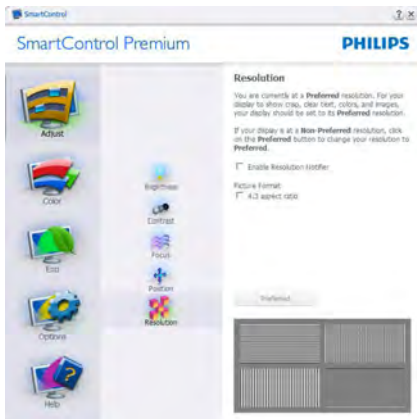 SmartControl
SmartControl Premium
PHILIPS
Adjust
Color
Eco
Options
Help
Brightness
Contrast
Focus
Position
Resolution
Resolution
You are currently at a Preferred resolution. For your
display to show crisp, clear text, colors, and images,
your display should be set to its Preferred resolution.
If your display is at a Non-Preferred resolution, click
on the Preferred button to change your resolution to
Preferred.
Enable Resolution Notifier
Picture Format
4:3 aspect ratio
Preferred